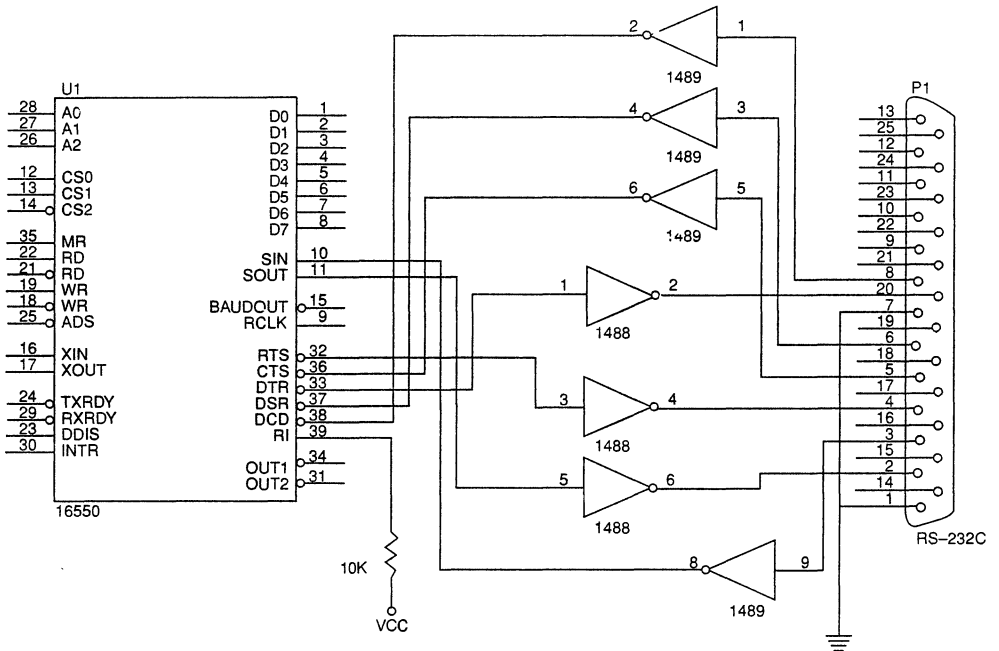 2
1
1489
U1
4
3
1489
6
5
1489
28 A0
27 A1
26 A2
12 CS0
13 CS1
14 CS2
35 MR
22 RD
21 RD
19 WR
18 WR
25 ADS
16 XIN
17 XOUT
24 TXRDY
29 RXRDY
23 DDIS
30 INTR
16550
D0 1
D1 2
D2 3
D3 4
D4 5
D5 6
D6 7
D7 8
SIN 10
SOUT 11
BAUDOUT 15
RCLK 9
RTS 32
CTS 36
DTR 33
DSR 37
DCD 38
RI 39
OUT1 34
OUT2 31
10K
VCC
1
2
1488
3
4
1488
5
6
1488
8
9
1489
P1
13
25
12
24
11
23
10
22
9
21
8
20
7
19
6
18
5
17
4
16
3
15
2
14
1
RS-232C